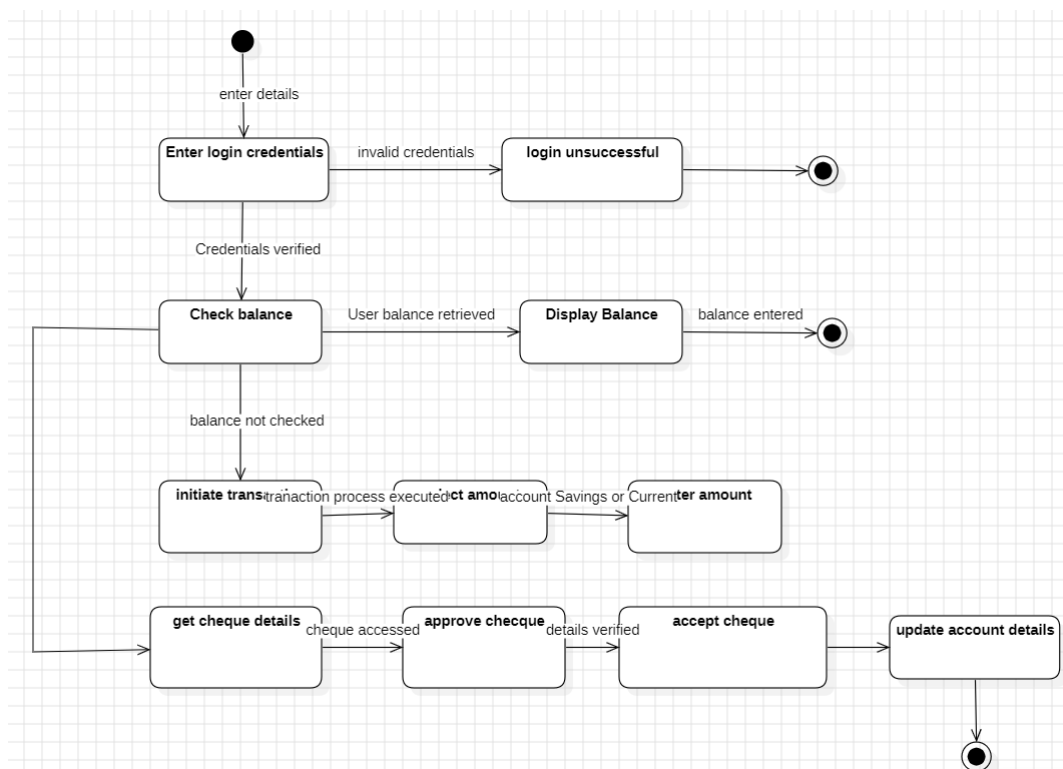 enter details
Enter login credentials
invalid credentials
login unsuccessful
Credentials verified
Check balance
User balance retrieved
Display Balance
balance entered
balance not checked
initiate
tranaction process executed
account Savings or Current
amount
get cheque details
cheque accessed
approve checque
details verified
accept cheque
update account details